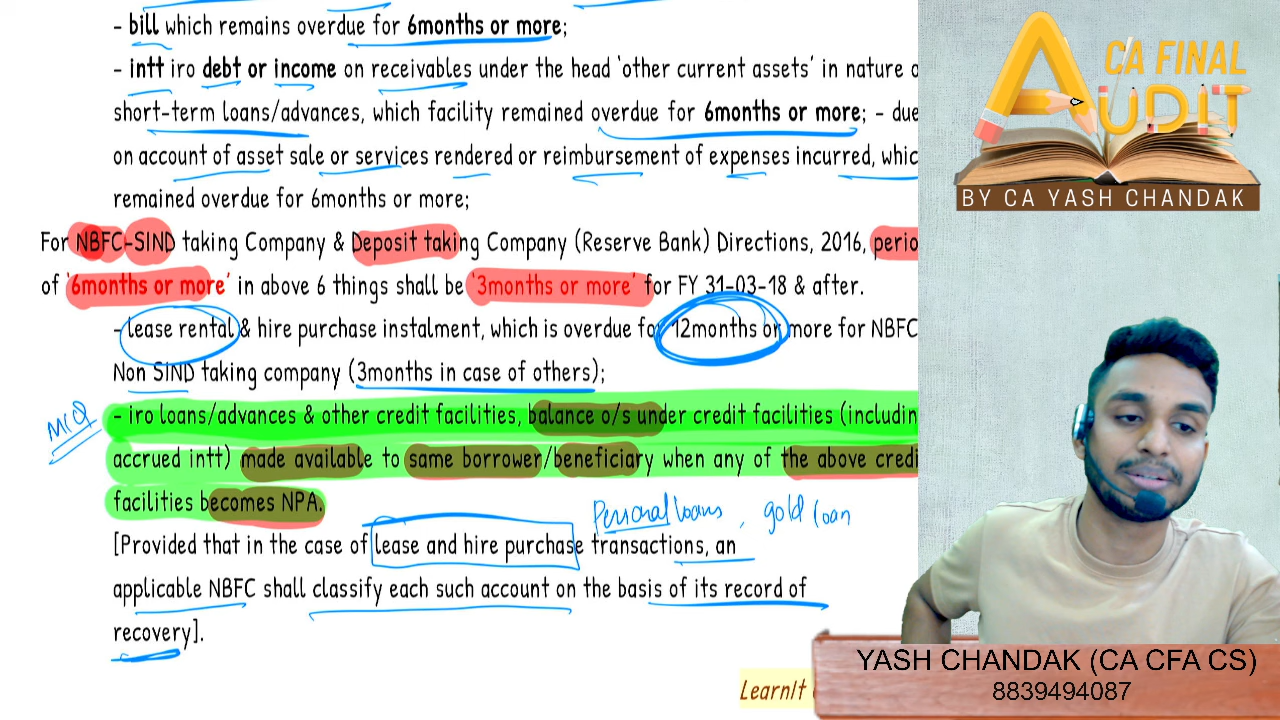 - bill which remains overdue for 6months or more;
- intt iro debt or income on receivables under the head 'other current assets' in nature o
short-term loans/advances, which facility remained overdue for 6months or more; - due
on account of asset sale or services rendered or reimbursement of expenses incurred, whic
remained overdue for 6months or more;
For NBFC-SIND taking Company & Deposit taking Company (Reserve Bank) Directions, 2016, perio
of '6months or more' in above 6 things shall be '3months or more' for FY 31-03-18 & after.
- lease rental & hire purchase instalment, which is overdue for 12months or more for NBFC
Non SIND taking company (3months in case of others);
MCQ
- iro loans/advances & other credit facilities, balance o/s under credit facilities (includin
accrued intt) made available to same borrower/beneficiary when any of the above credi
facilities becomes NPA.
Personal loans, gold loan
[Provided that in the case of lease and hire purchase transactions, an
applicable NBFC shall classify each such account on the basis of its record of
recovery].
LearnIt
CA FINAL
AUDIT
BY CA YASH CHANDAK
YASH CHANDAK (CA CFA CS)
8839494087